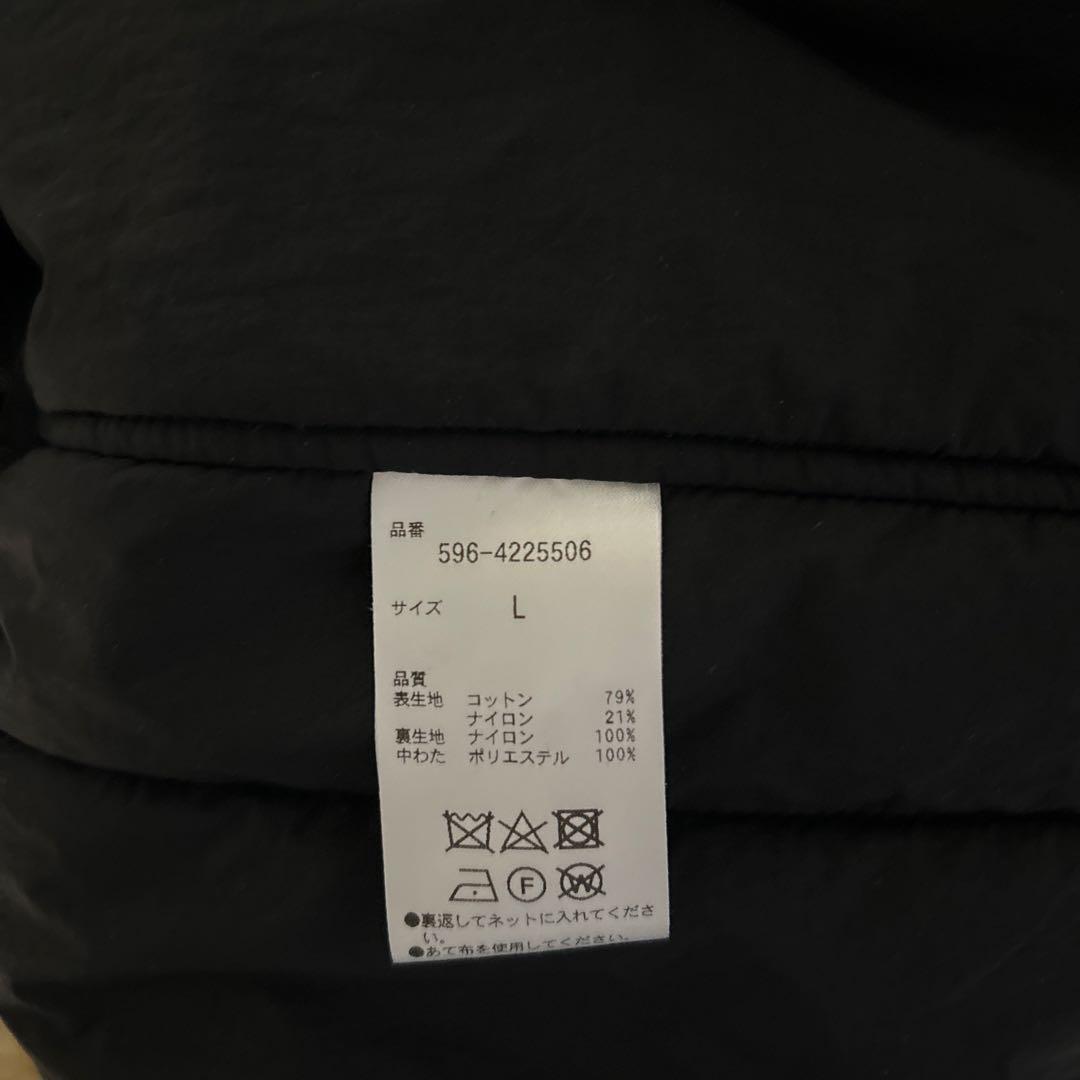 品番
596-4225506
サイズ L
品質
表生地 コットン 79%
ナイロン 21%
裏生地 ナイロン 100%
中わた ポリエステル 100%
F
W
●裏返してネットに入れてくださ
い。
●あて布を使用してください。